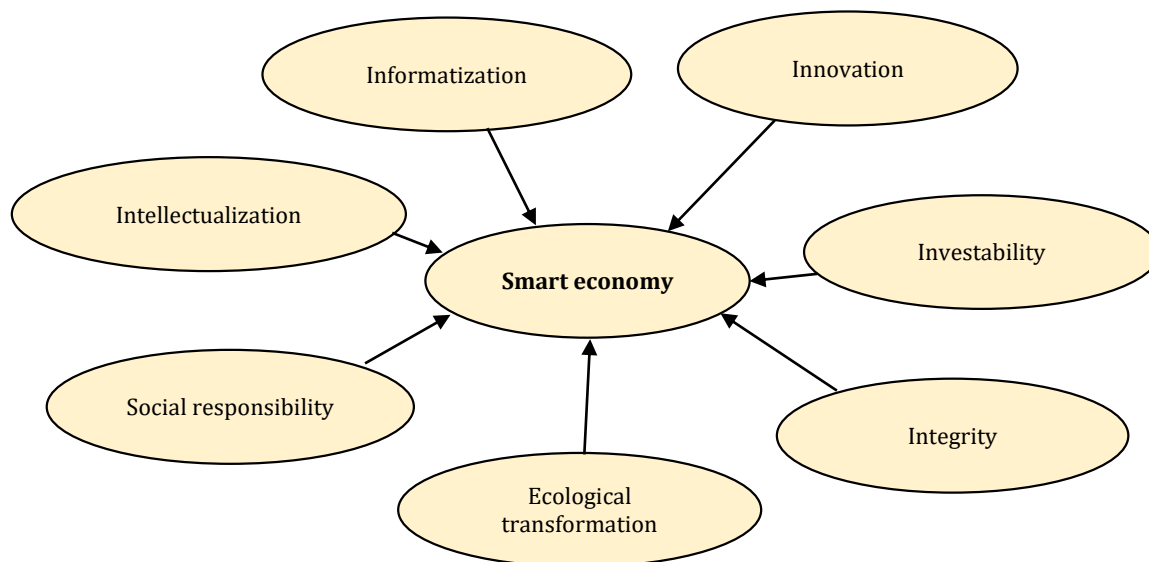 Informatization
Innovation
Intellectualization
Investability
Smart economy
Social responsibility
Integrity
Ecological
transformation